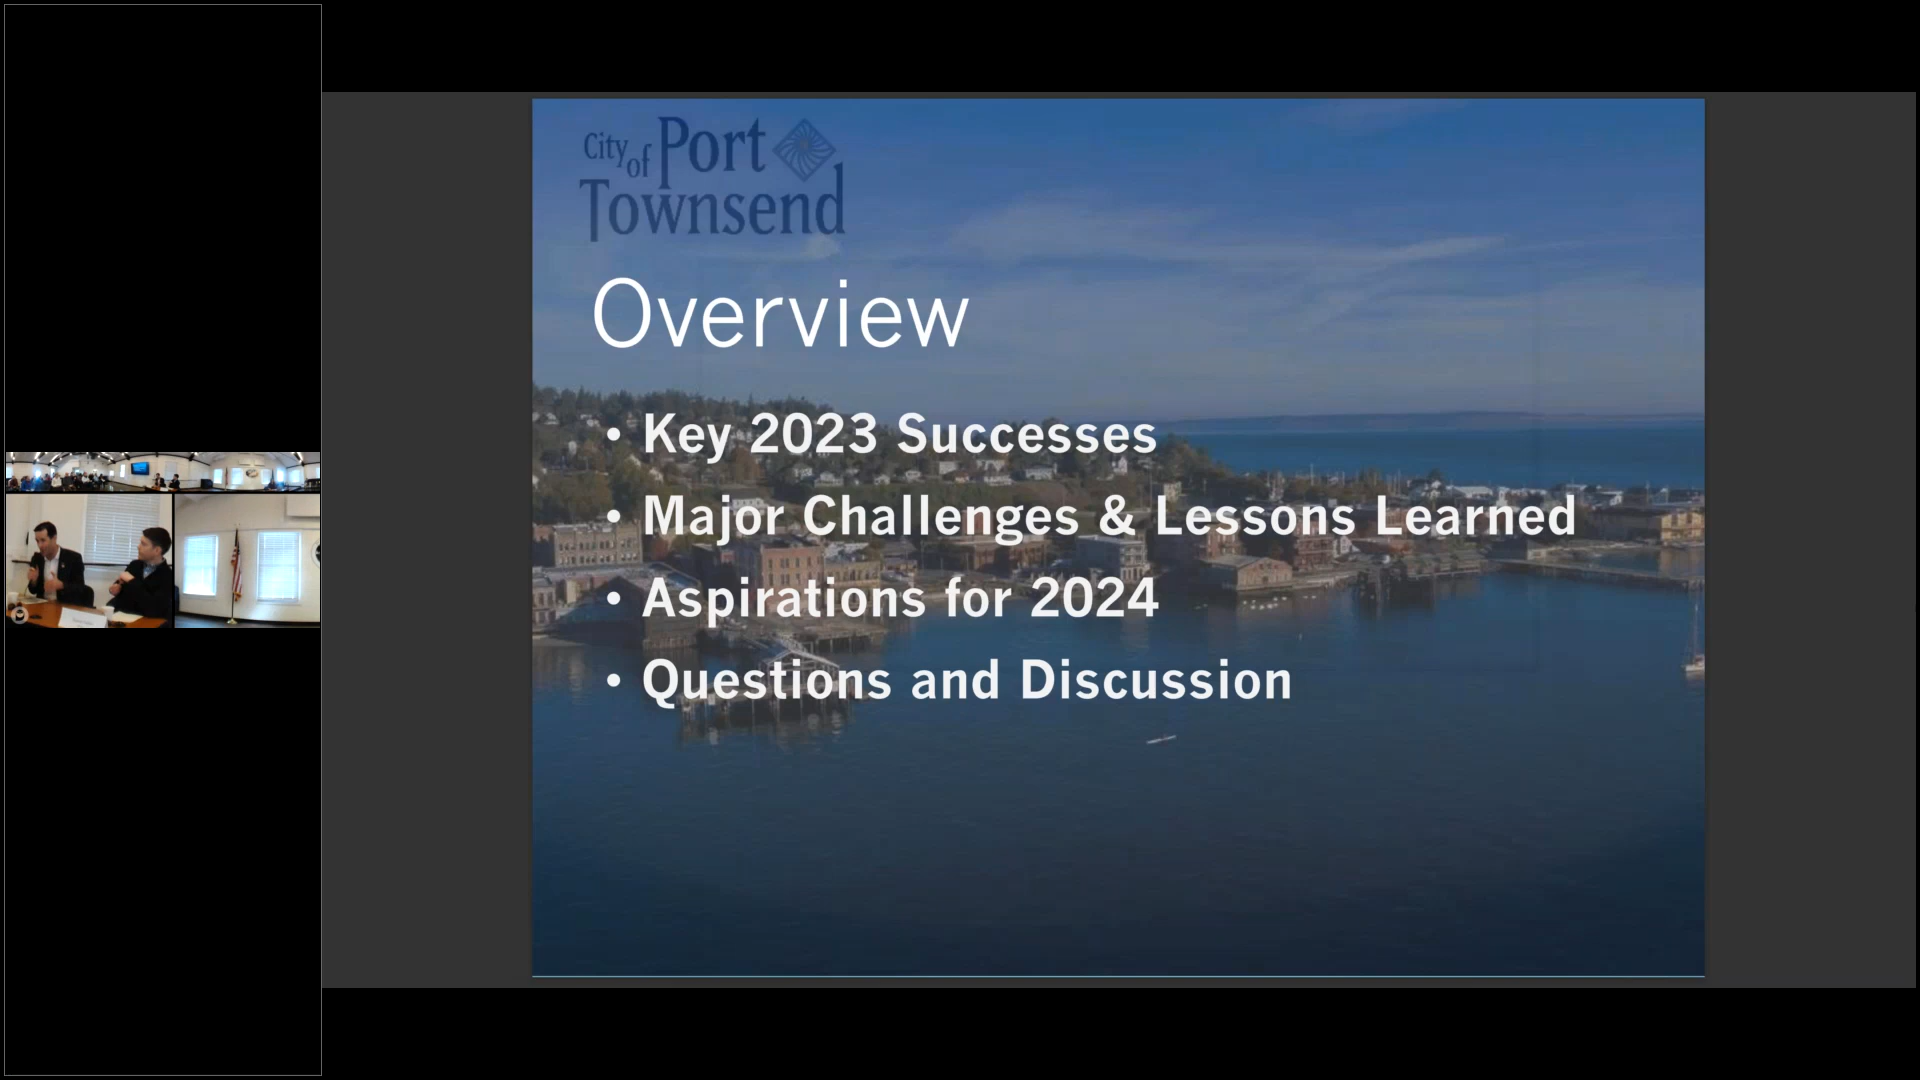 City of Port
Townsend
Overview
• Key 2023 Successes
• Major Challenges & Lessons Learned
• Aspirations for 2024
• Questions and Discussion